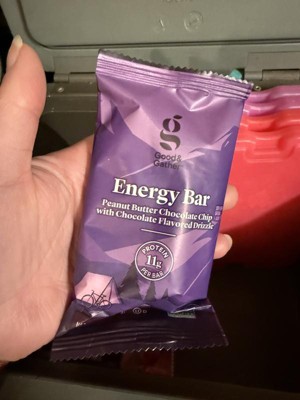 g
Good &
Gather
Energy Bar
Peanut Butter Chocolate Chip
with Chocolate Flavored Drizzle
PROTEIN
11g
PER BAR